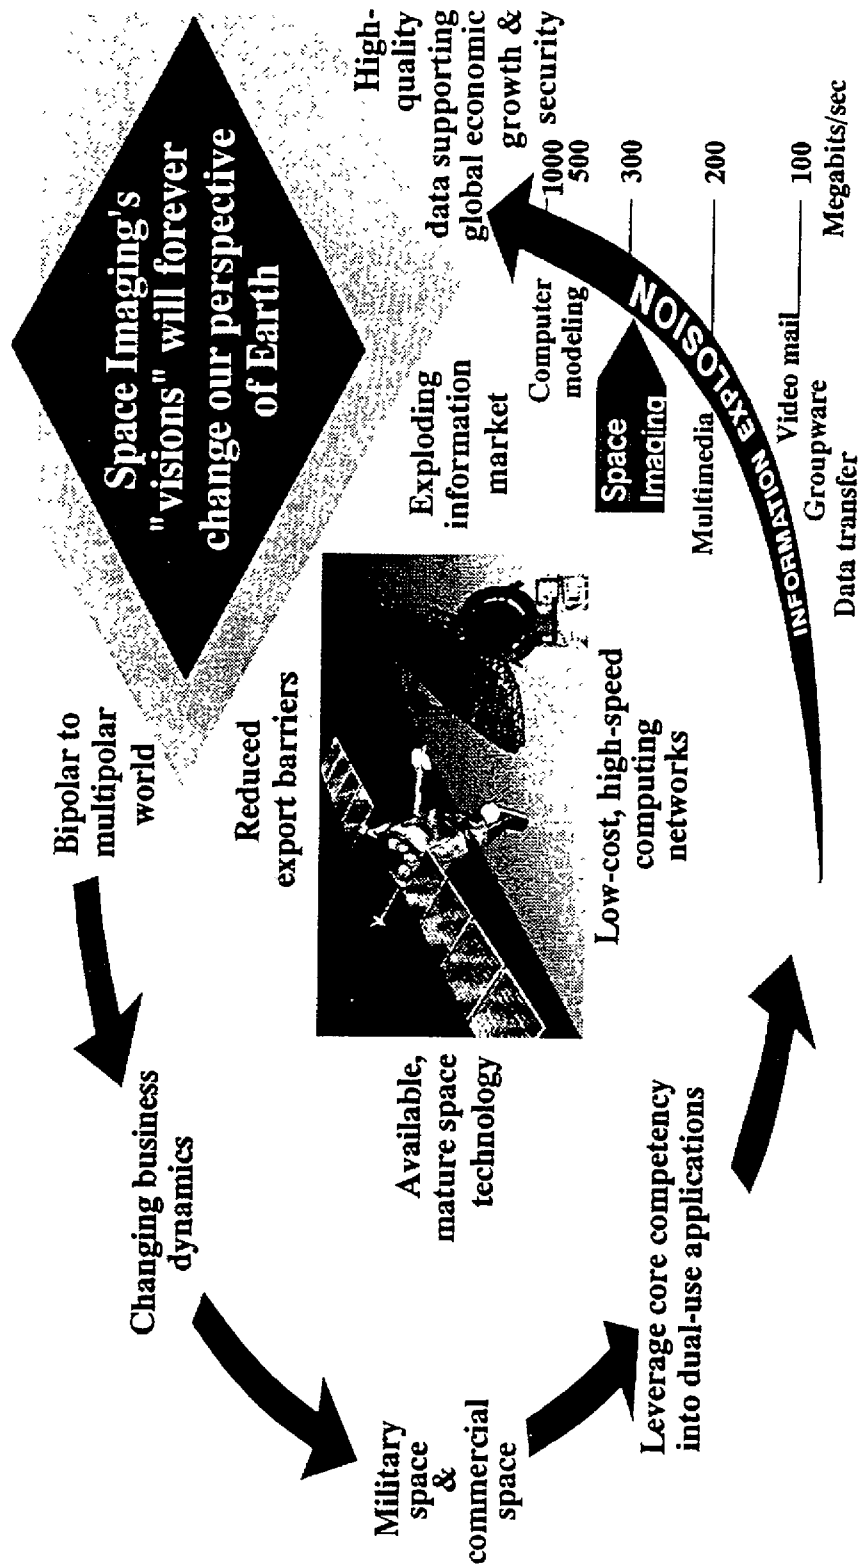 Space Imaging's
"visions" will forever
change our perspective
of Earth
Bipolar to
multipolar
world
Changing business
dynamics
Military
space
&
commercial
space
Leverage core competency
into dual-use applications
Reduced
export barriers
Available,
mature space
technology
Low-cost, high-speed
computing
networks
Exploding
information
market
High-
quality
data supporting
global economic
growth &
security
Computer
modeling
Space
Imaging
Multimedia
Video mail
Groupware
Data transfer
INFORMATION EXPLOSION
1000
500
300
200
100
Megabits/sec